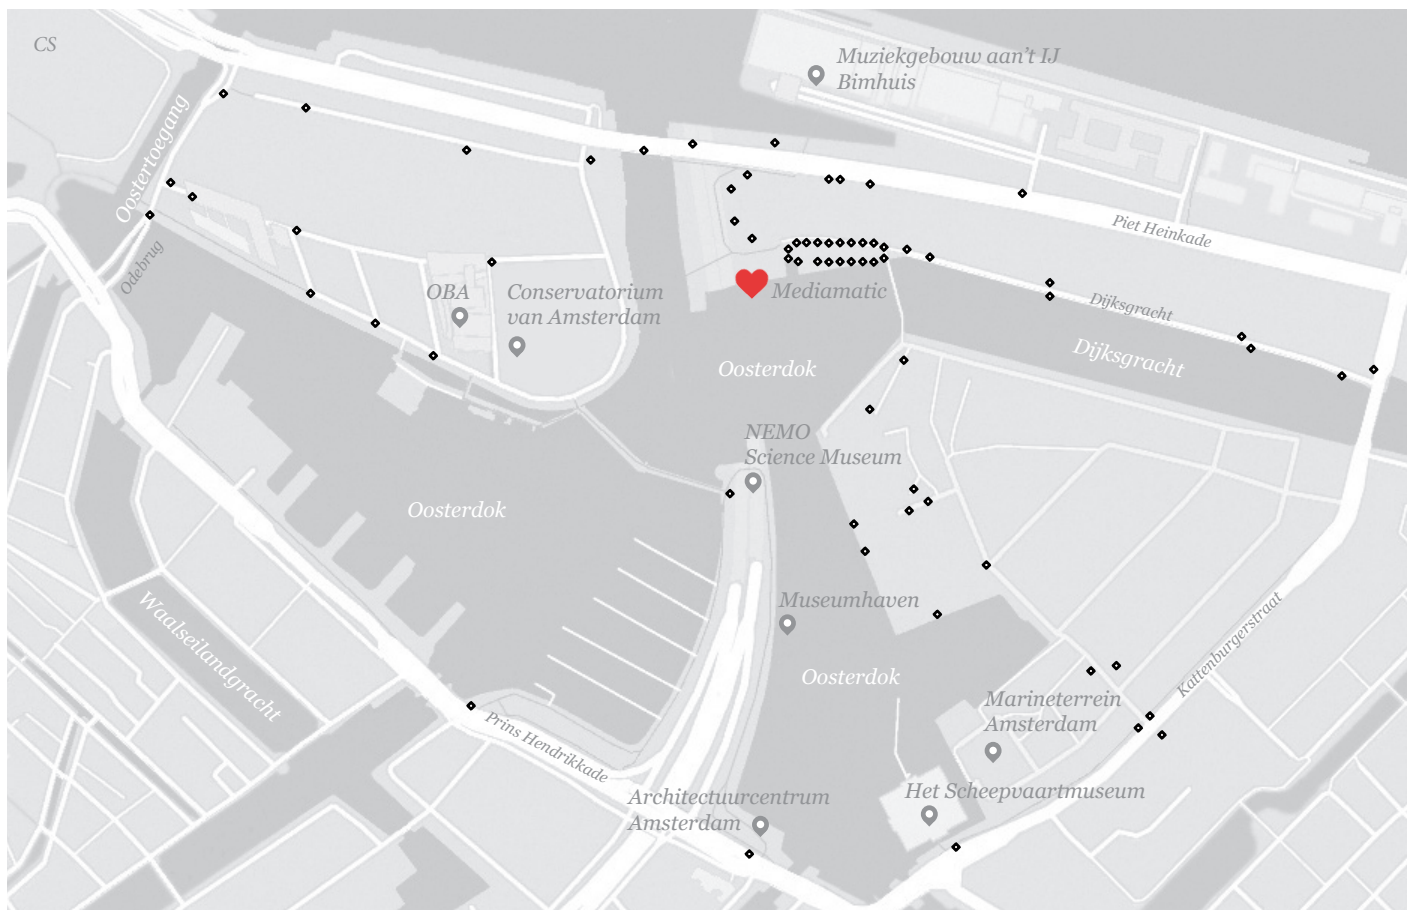 CS
Muziekgebouw aan't IJ
Bimhuis
Oostertoegang
Odebrug
Piet Heinkade
OBA
Conservatorium
van Amsterdam
Mediamatic
Dijksgracht
Dijksgracht
Oosterdok
NEMO
Science Museum
Oosterdok
Museumhaven
Waalseilandgracht
Kattenburgerstraat
Oosterdok
Marineterrein
Amsterdam
Prins Hendrikkade
Architectuurcentrum
Amsterdam
Het Scheepvaartmuseum